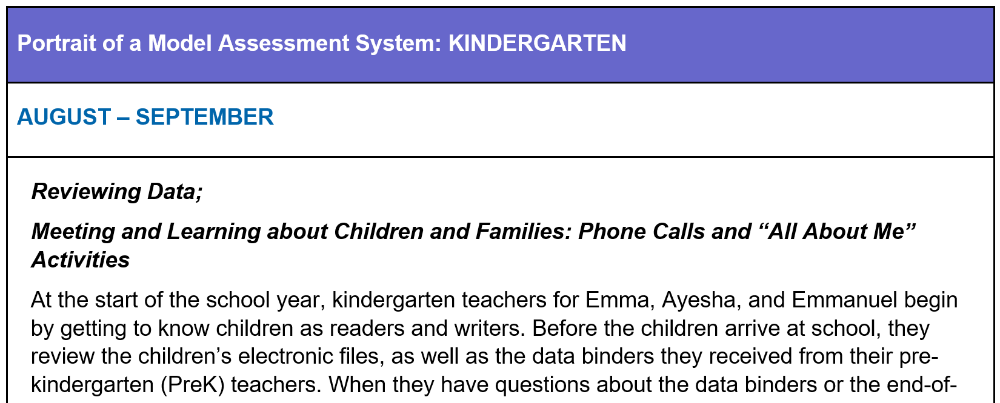 Portrait of a Model Assessment System: KINDERGARTEN
AUGUST – SEPTEMBER
Reviewing Data;
Meeting and Learning about Children and Families: Phone Calls and “All About Me”
Activities
At the start of the school year, kindergarten teachers for Emma, Ayesha, and Emmanuel begin
by getting to know children as readers and writers. Before the children arrive at school, they
review the children’s electronic files, as well as the data binders they received from their pre-
kindergarten (PreK) teachers. When they have questions about the data binders or the end-of-